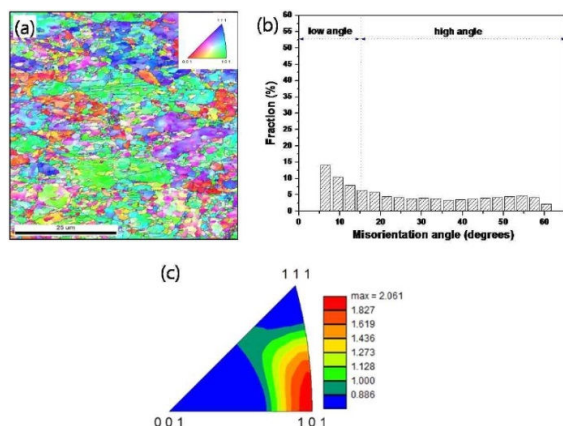 (a)
1 1 1
0 0 1
1 0 1
20 um
(b)
low angle
high angle
Fraction (%)
60
55
50
45
40
35
30
25
20
15
10
5
0
0 10 20 30 40 50 60
Misorientation angle (degrees)
(c)
1 1 1
0 0 1
1 0 1
max = 2.061
1.827
1.619
1.436
1.273
1.128
1.000
0.886